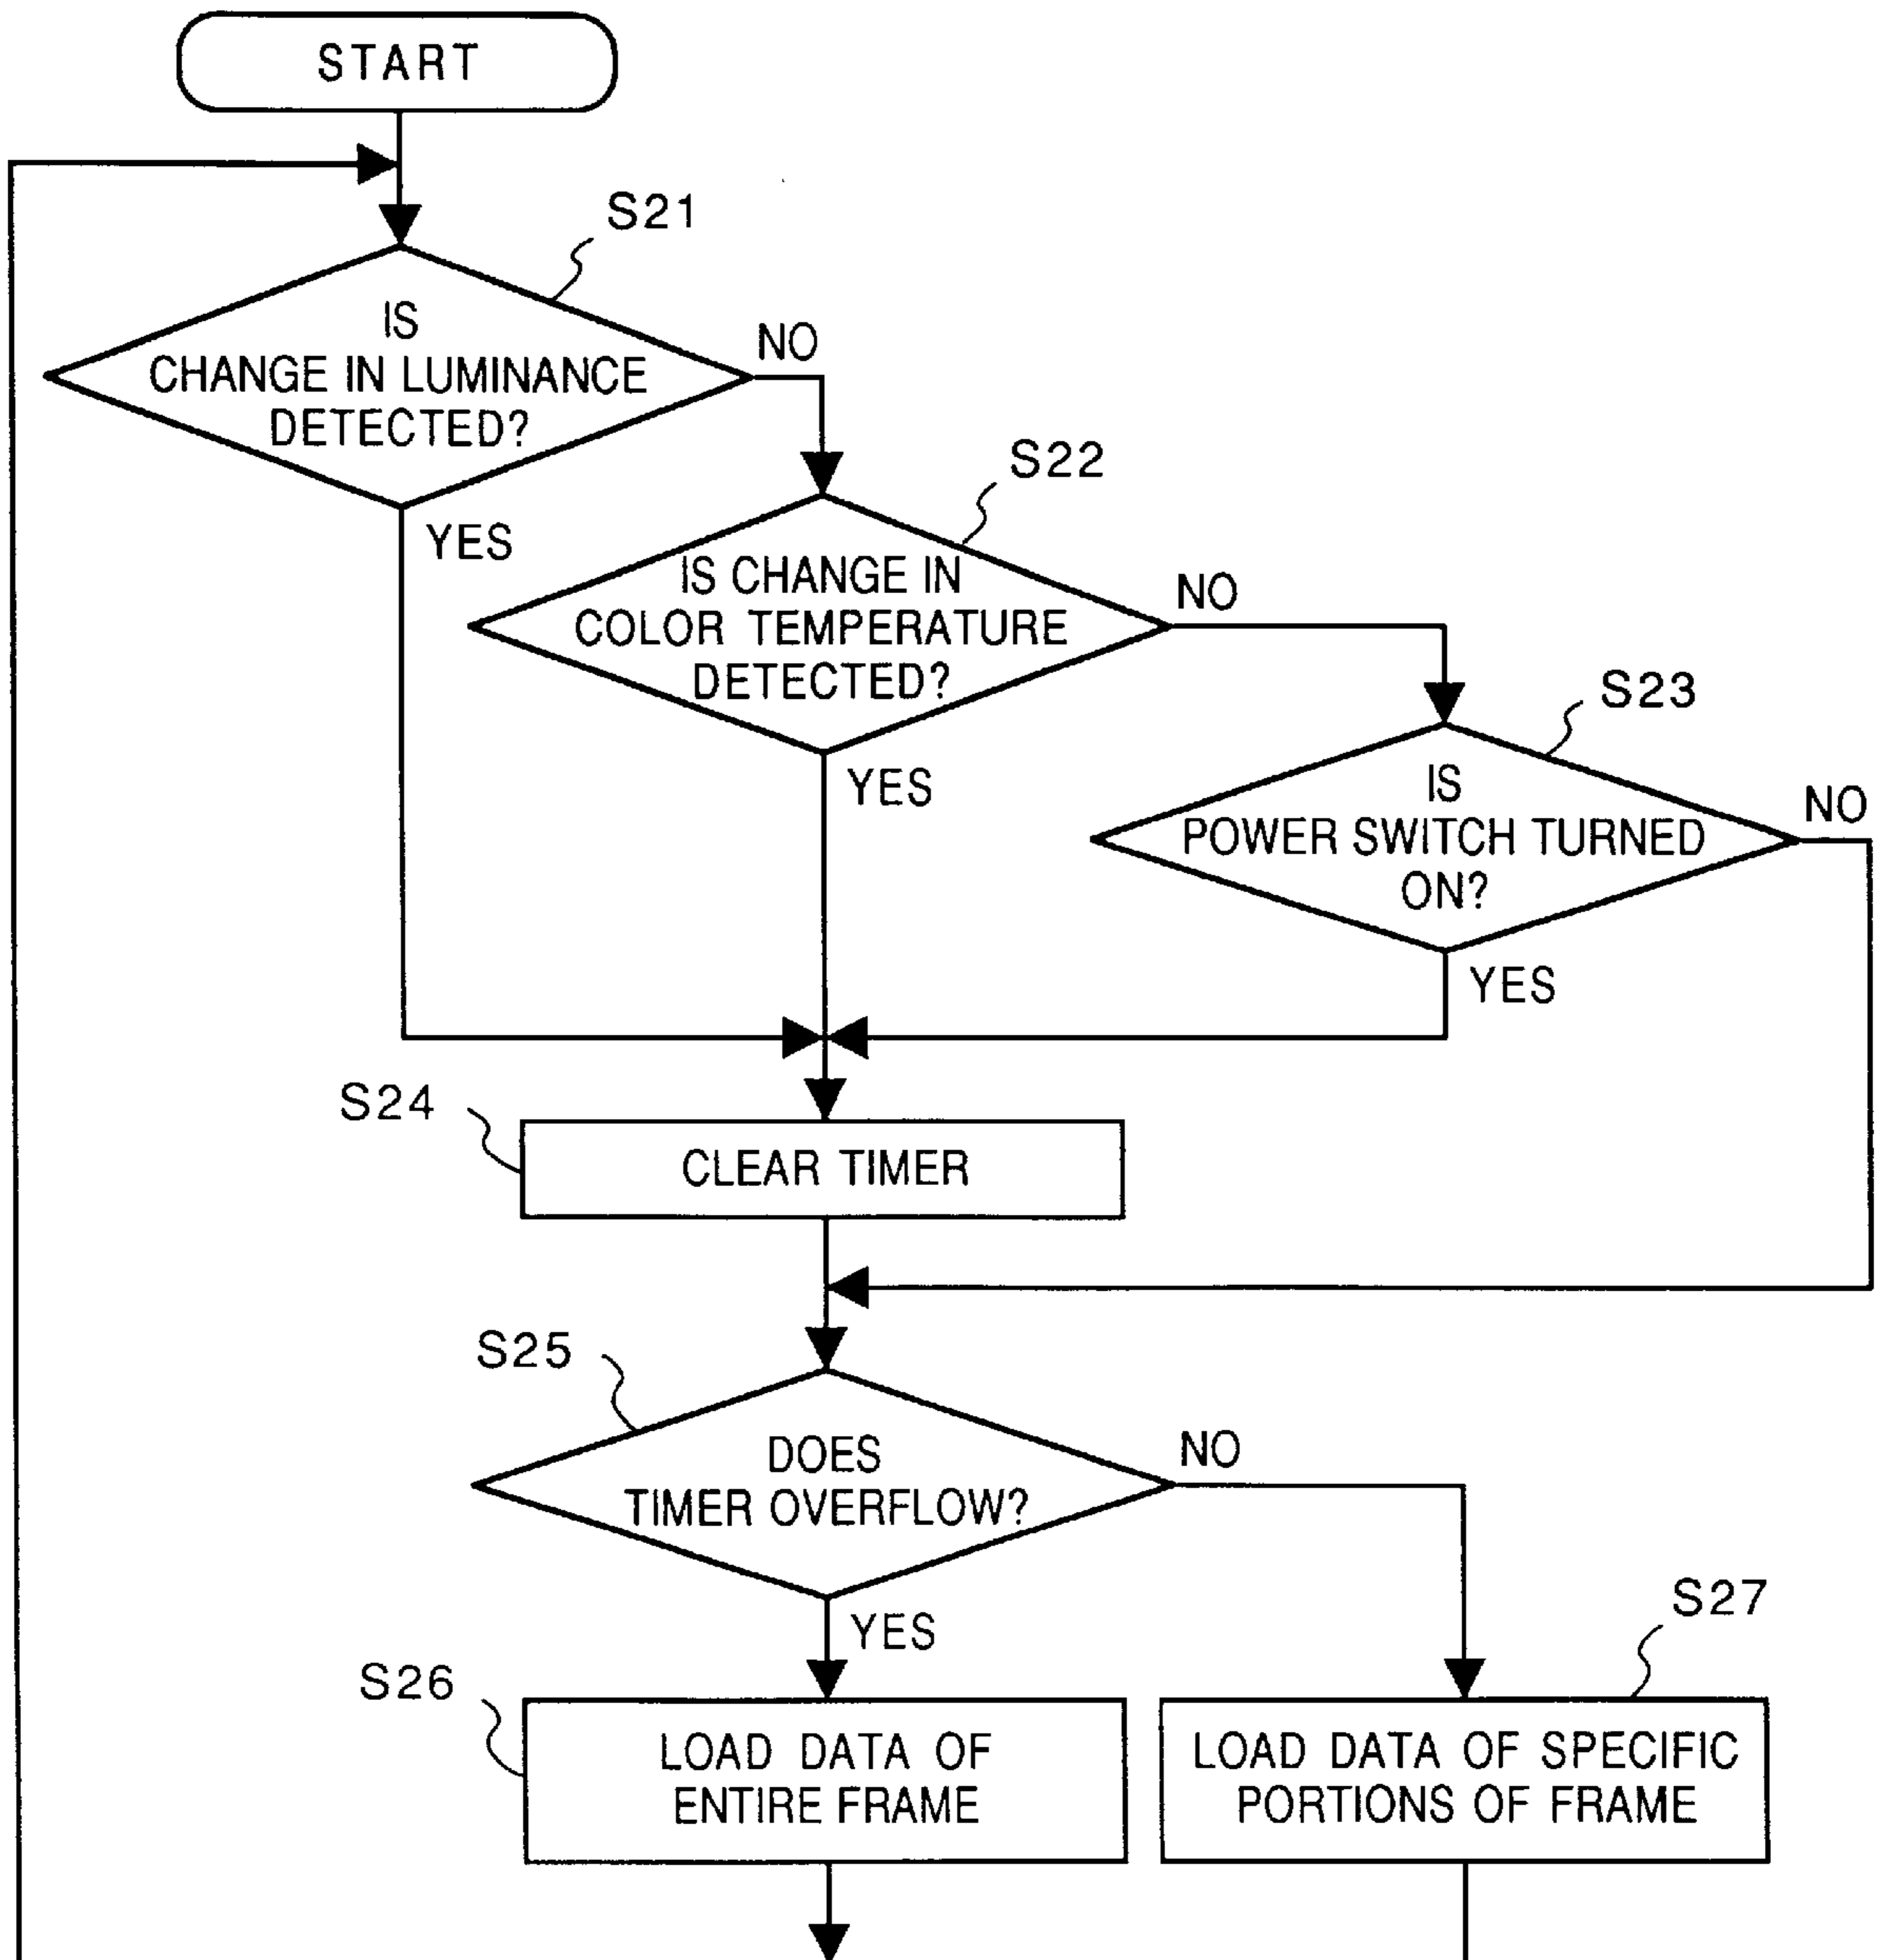 START
S21
IS
CHANGE IN LUMINANCE
DETECTED?
NO
YES
S22
IS CHANGE IN
COLOR TEMPERATURE
DETECTED?
NO
YES
S23
IS
POWER SWITCH TURNED
ON?
NO
YES
S24
CLEAR TIMER
S25
DOES
TIMER OVERFLOW?
NO
YES
S26
LOAD DATA OF
ENTIRE FRAME
S27
LOAD DATA OF SPECIFIC
PORTIONS OF FRAME